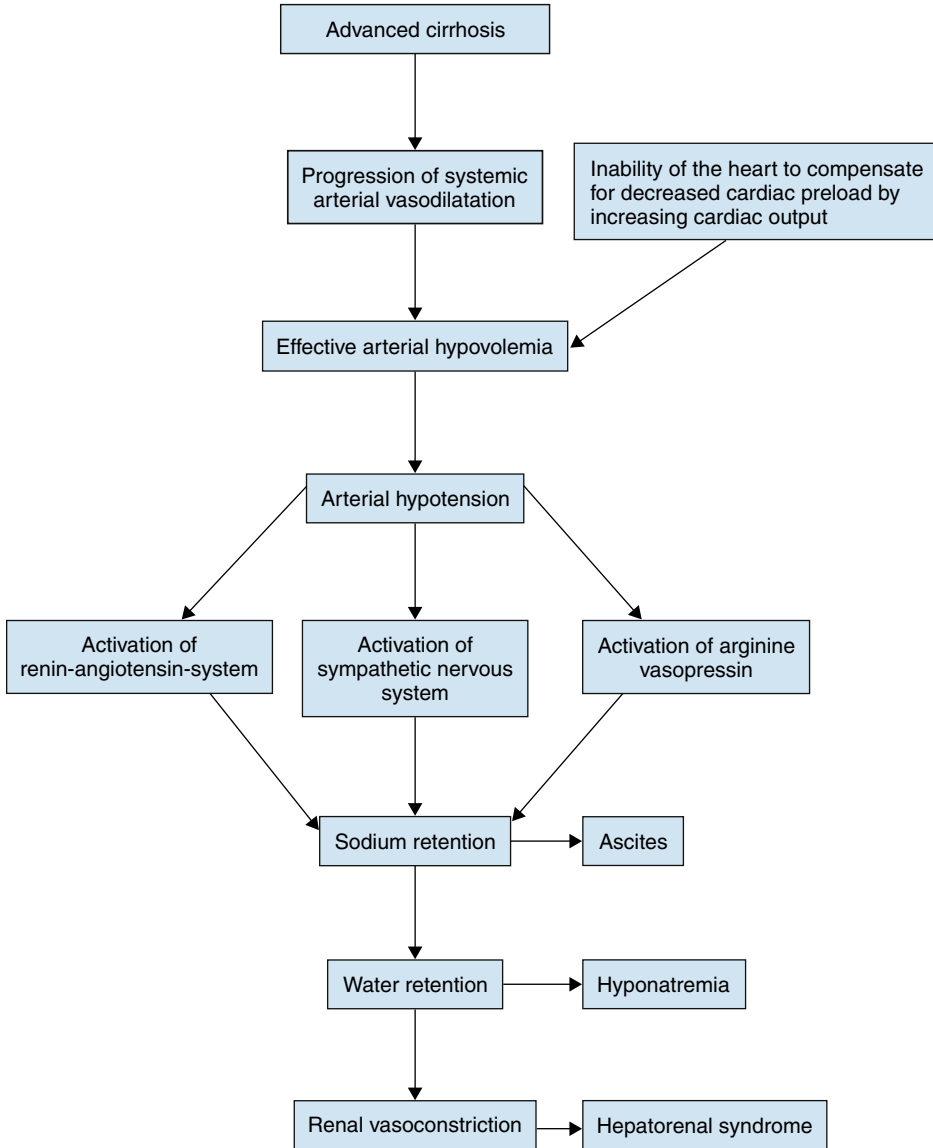 Advanced cirrhosis
Progression of systemic
arterial vasodilatation
Inability of the heart to compensate
for decreased cardiac preload by
increasing cardiac output
Effective arterial hypovolemia
Arterial hypotension
Activation of
renin-angiotensin-system
Activation of
sympathetic nervous
system
Activation of arginine
vasopressin
Sodium retention
Ascites
Water retention
Hyponatremia
Renal vasoconstriction
Hepatorenal syndrome